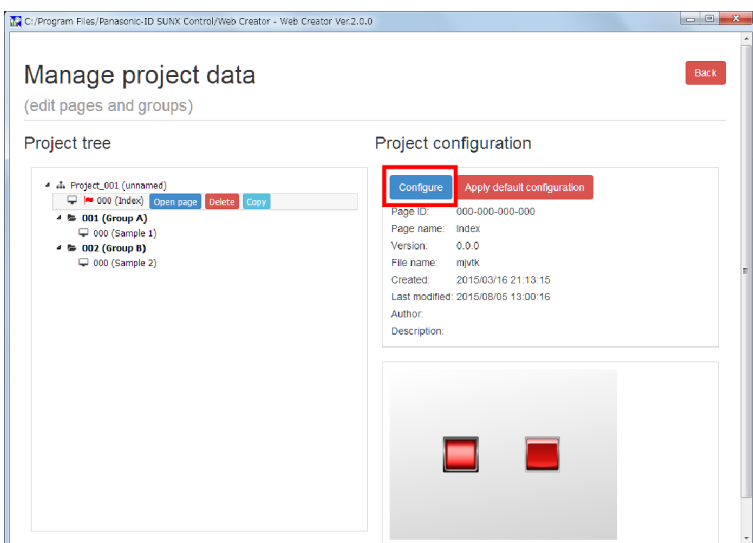 C:/Program Files/Panasonic-ID SUNX Control/Web Creator - Web Creator Ver.2.0.0
Manage project data
Back
(edit pages and groups)
Project tree
Project_001 (unnamed)
000 (Index) Open page Delete Copy
001 (Group A)
000 (Sample 1)
002 (Group B)
000 (Sample 2)
Project configuration
Configure Apply default configuration
Page ID: 000-000-000-000
Page name: Index
Version: 0.0.0
File name: mjvtk
Created: 2015/03/16 21:13:15
Last modified: 2015/08/05 13:00:16
Author:
Description: